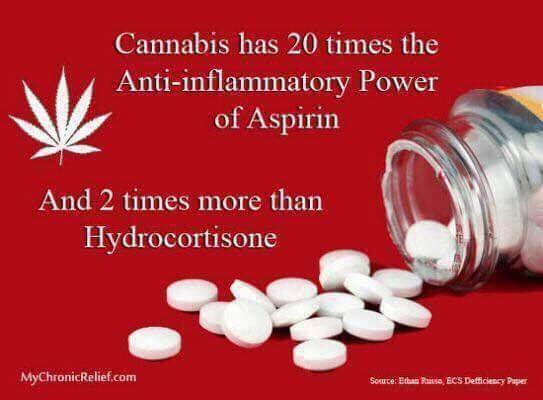 Cannabis has 20 times the
Anti-inflammatory Power
of Aspirin
And 2 times more than
Hydrocortisone
MyChronicRelief.com
Source: Ethan Russo, ECS Defficiency Paper